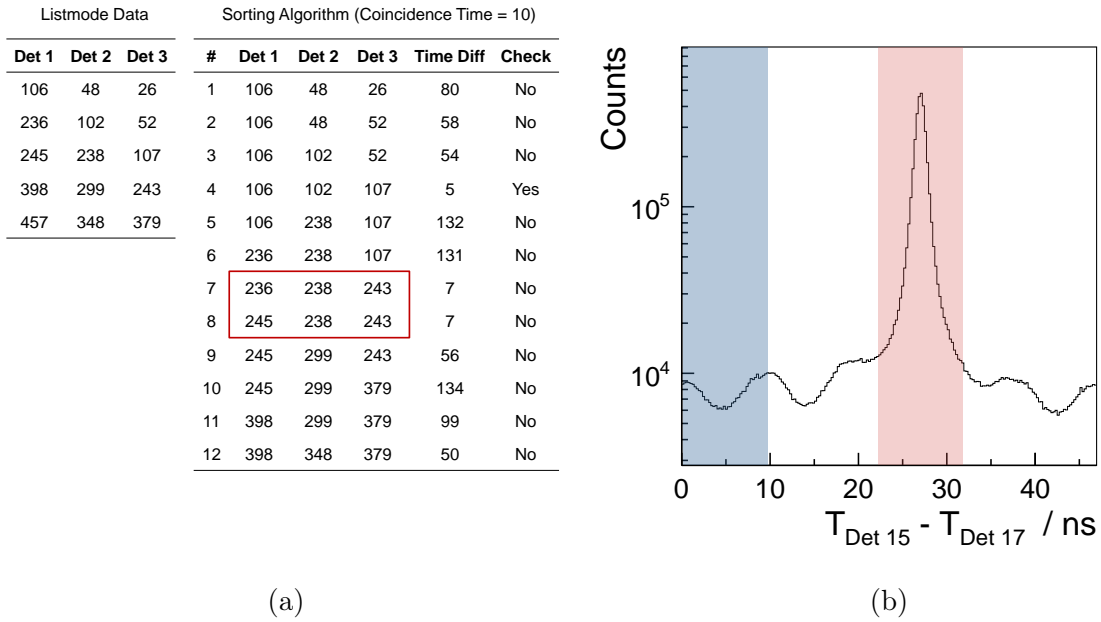 Listmode Data
Det 1 Det 2 Det 3
106 48 26
236 102 52
245 238 107
398 299 243
457 348 379
Sorting Algorithm (Coincidence Time = 10)
# Det 1 Det 2 Det 3 Time Diff Check
1 106 48 26 80 No
2 106 48 52 58 No
3 106 102 52 54 No
4 106 102 107 5 Yes
5 106 238 107 132 No
6 236 238 107 131 No
7 236 238 243 7 No
8 245 238 243 7 No
9 245 299 243 56 No
10 245 299 379 134 No
11 398 299 379 99 No
12 398 348 379 50 No
(a)
Counts
10^5
10^4
0 10 20 30 40
T_Det 15 - T_Det 17 / ns
(b)